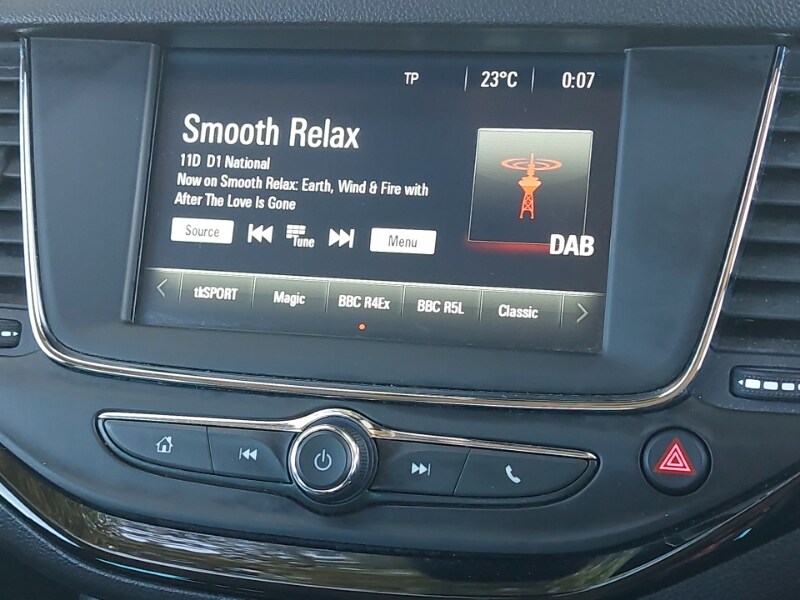 TP 23°C 0:07
Smooth Relax
11D D1 National
Now on Smooth Relax: Earth, Wind & Fire with
After The Love Is Gone
Source Tune Menu
DAB
tkSPORT Magic BBC R4Ex BBC R5L Classic